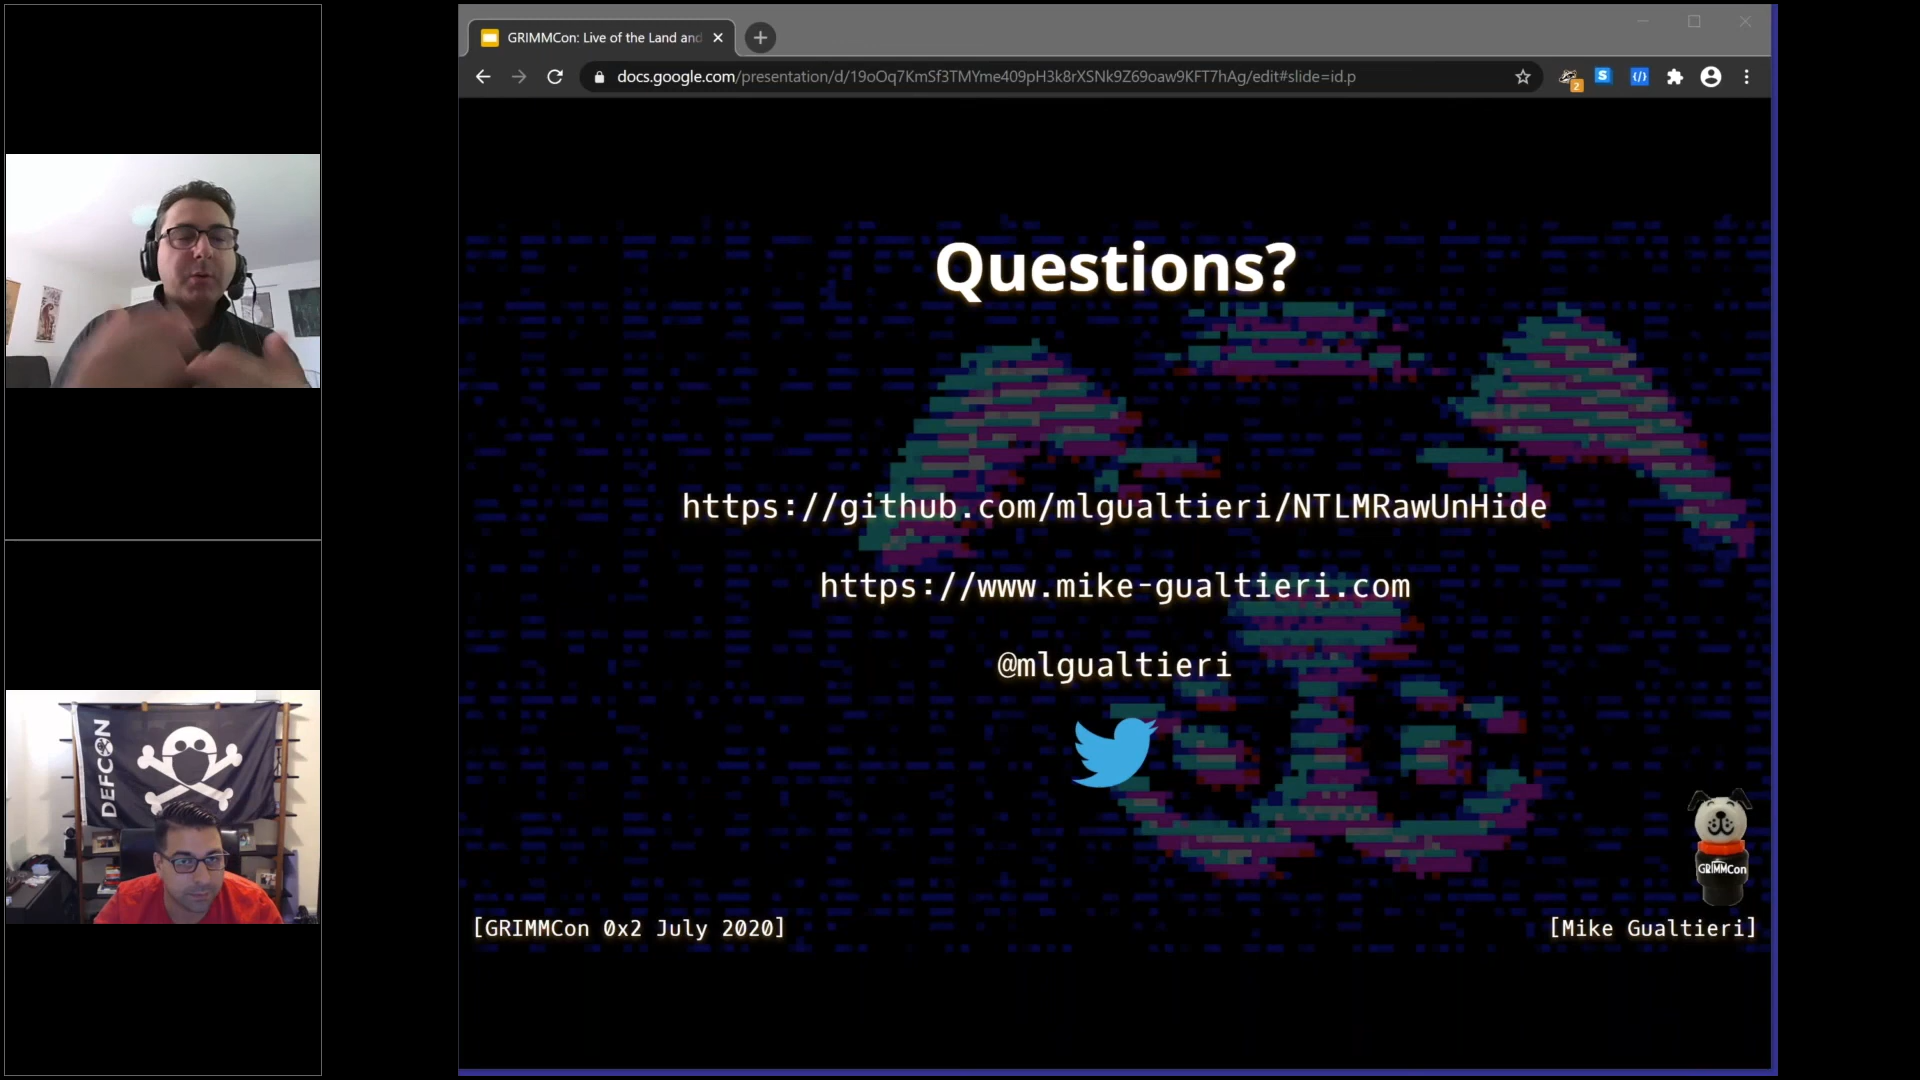 GRIMMCon: Live of the Land and
docs.google.com/presentation/d/19oOq7KmSf3TMYme409pH3k8rXSNk9Z69oaw9KFT7hAg/edit#slide=id.p
2
S
Questions?
https://github.com/mlgualtieri/NTLMRawUnHide
https://www.mike-gualtieri.com
@mlgualtieri
DEFCON
GRIMMCon
[GRIMMCon 0x2 July 2020]
[Mike Gualtieri]